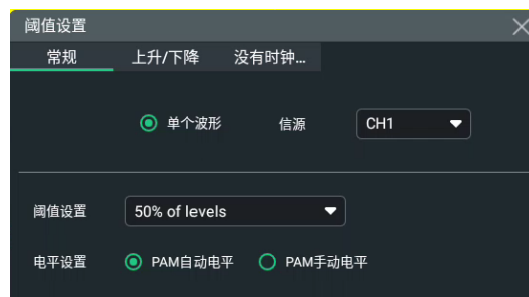 阈值设置
常规 上升/下降 没有时钟...
单个波形 信源 CH1
阈值设置 50% of levels
电平设置 PAM自动电平 PAM手动电平